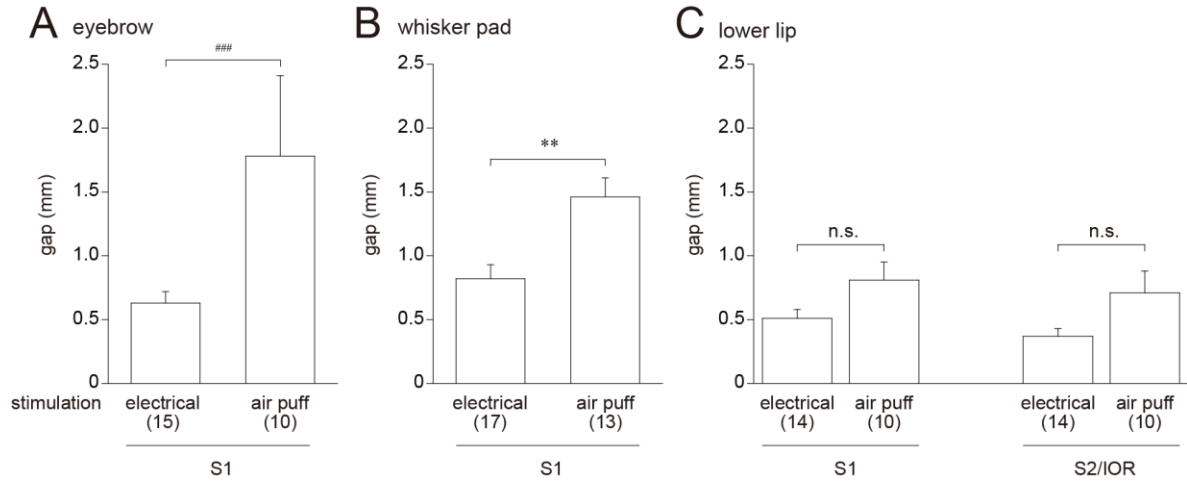 A eyebrow
###
2.5
2.0
1.5
1.0
0.5
0
gap (mm)
stimulation
electrical air puff
(15) (10)
S1
B whisker pad
**
2.5
2.0
1.5
1.0
0.5
0
gap (mm)
electrical air puff
(17) (13)
S1
C lower lip
2.5
2.0
1.5
1.0
0.5
0
gap (mm)
n.s. n.s.
electrical air puff electrical air puff
(14) (10) (14) (10)
S1 S2/IOR